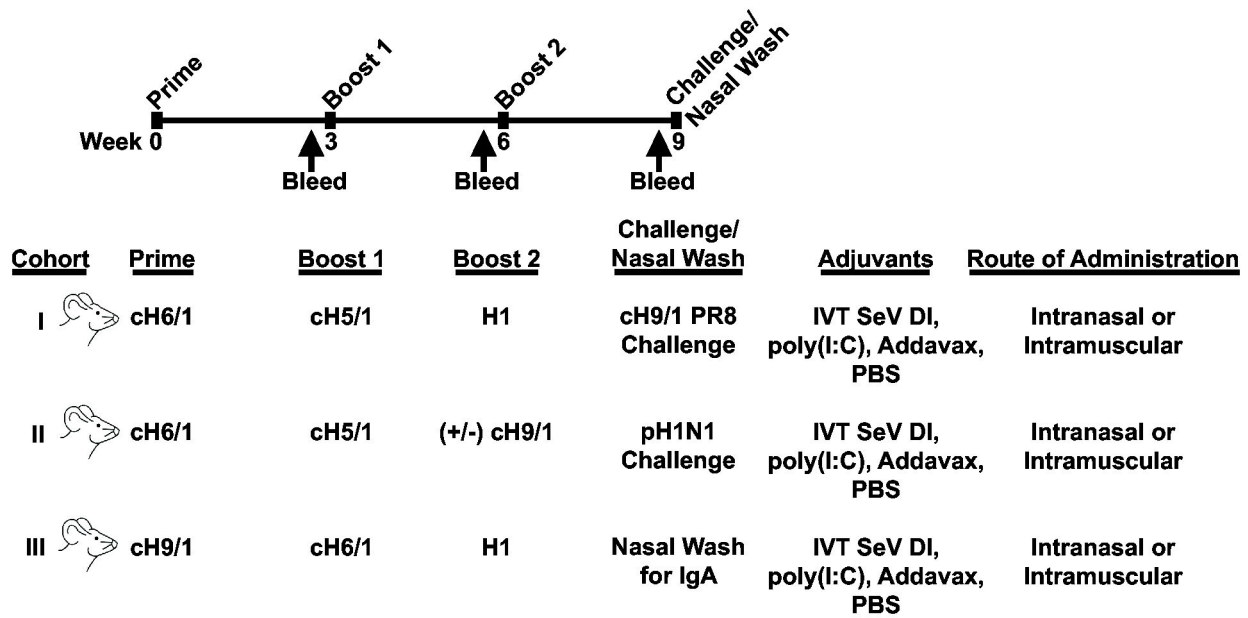 Prime
Boost 1
Boost 2
Challenge/
Nasal Wash
Week 0 3 6 9
Bleed Bleed Bleed
Challenge/
Cohort Prime Boost 1 Boost 2 Nasal Wash Adjuvants Route of Administration
I cH6/1 cH5/1 H1 cH9/1 PR8 IVT SeV DI, Intranasal or
Challenge poly(I:C), Addavax, Intramuscular
PBS
II cH6/1 cH5/1 (+/-) cH9/1 pH1N1 IVT SeV DI, Intranasal or
Challenge poly(I:C), Addavax, Intramuscular
PBS
III cH9/1 cH6/1 H1 Nasal Wash IVT SeV DI, Intranasal or
for IgA poly(I:C), Addavax, Intramuscular
PBS